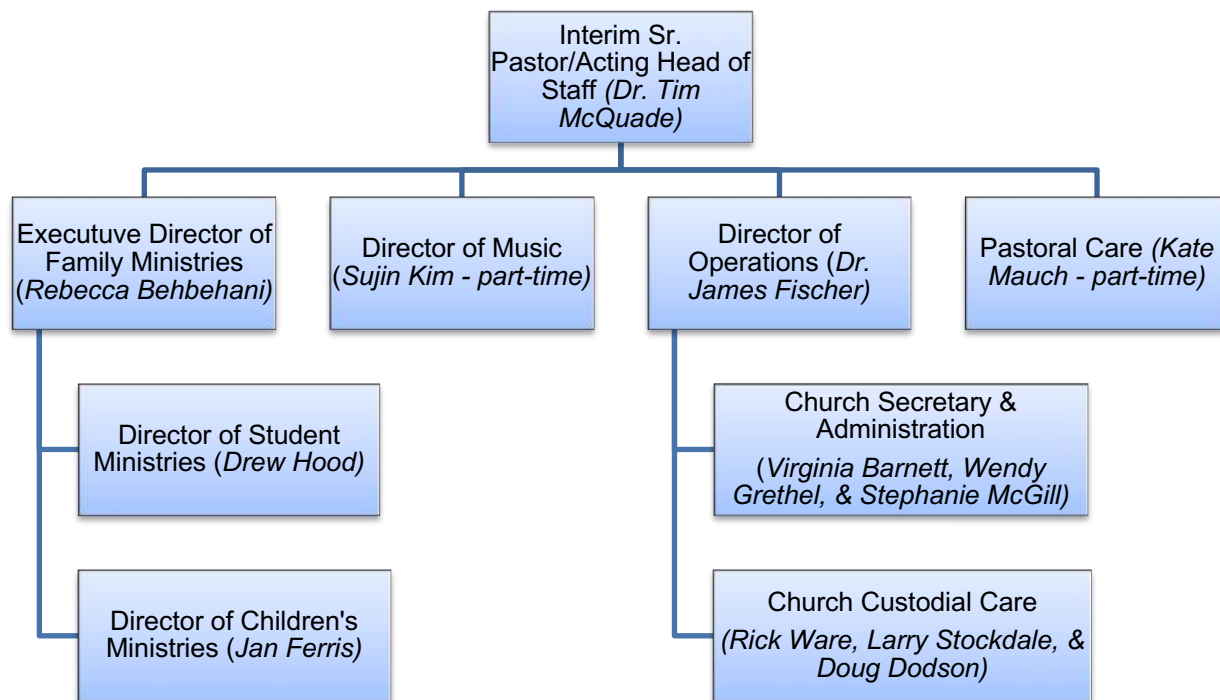 Interim Sr.
Pastor/Acting Head of
Staff (Dr. Tim
McQuade)
Executuve Director of
Family Ministries
(Rebecca Behbehani)
Director of Music
(Sujin Kim - part-time)
Director of
Operations (Dr.
James Fischer)
Pastoral Care (Kate
Mauch - part-time)
Director of Student
Ministries (Drew Hood)
Church Secretary &
Administration
(Virginia Barnett, Wendy
Grethel, & Stephanie McGill)
Director of Children's
Ministries (Jan Ferris)
Church Custodial Care
(Rick Ware, Larry Stockdale, &
Doug Dodson)